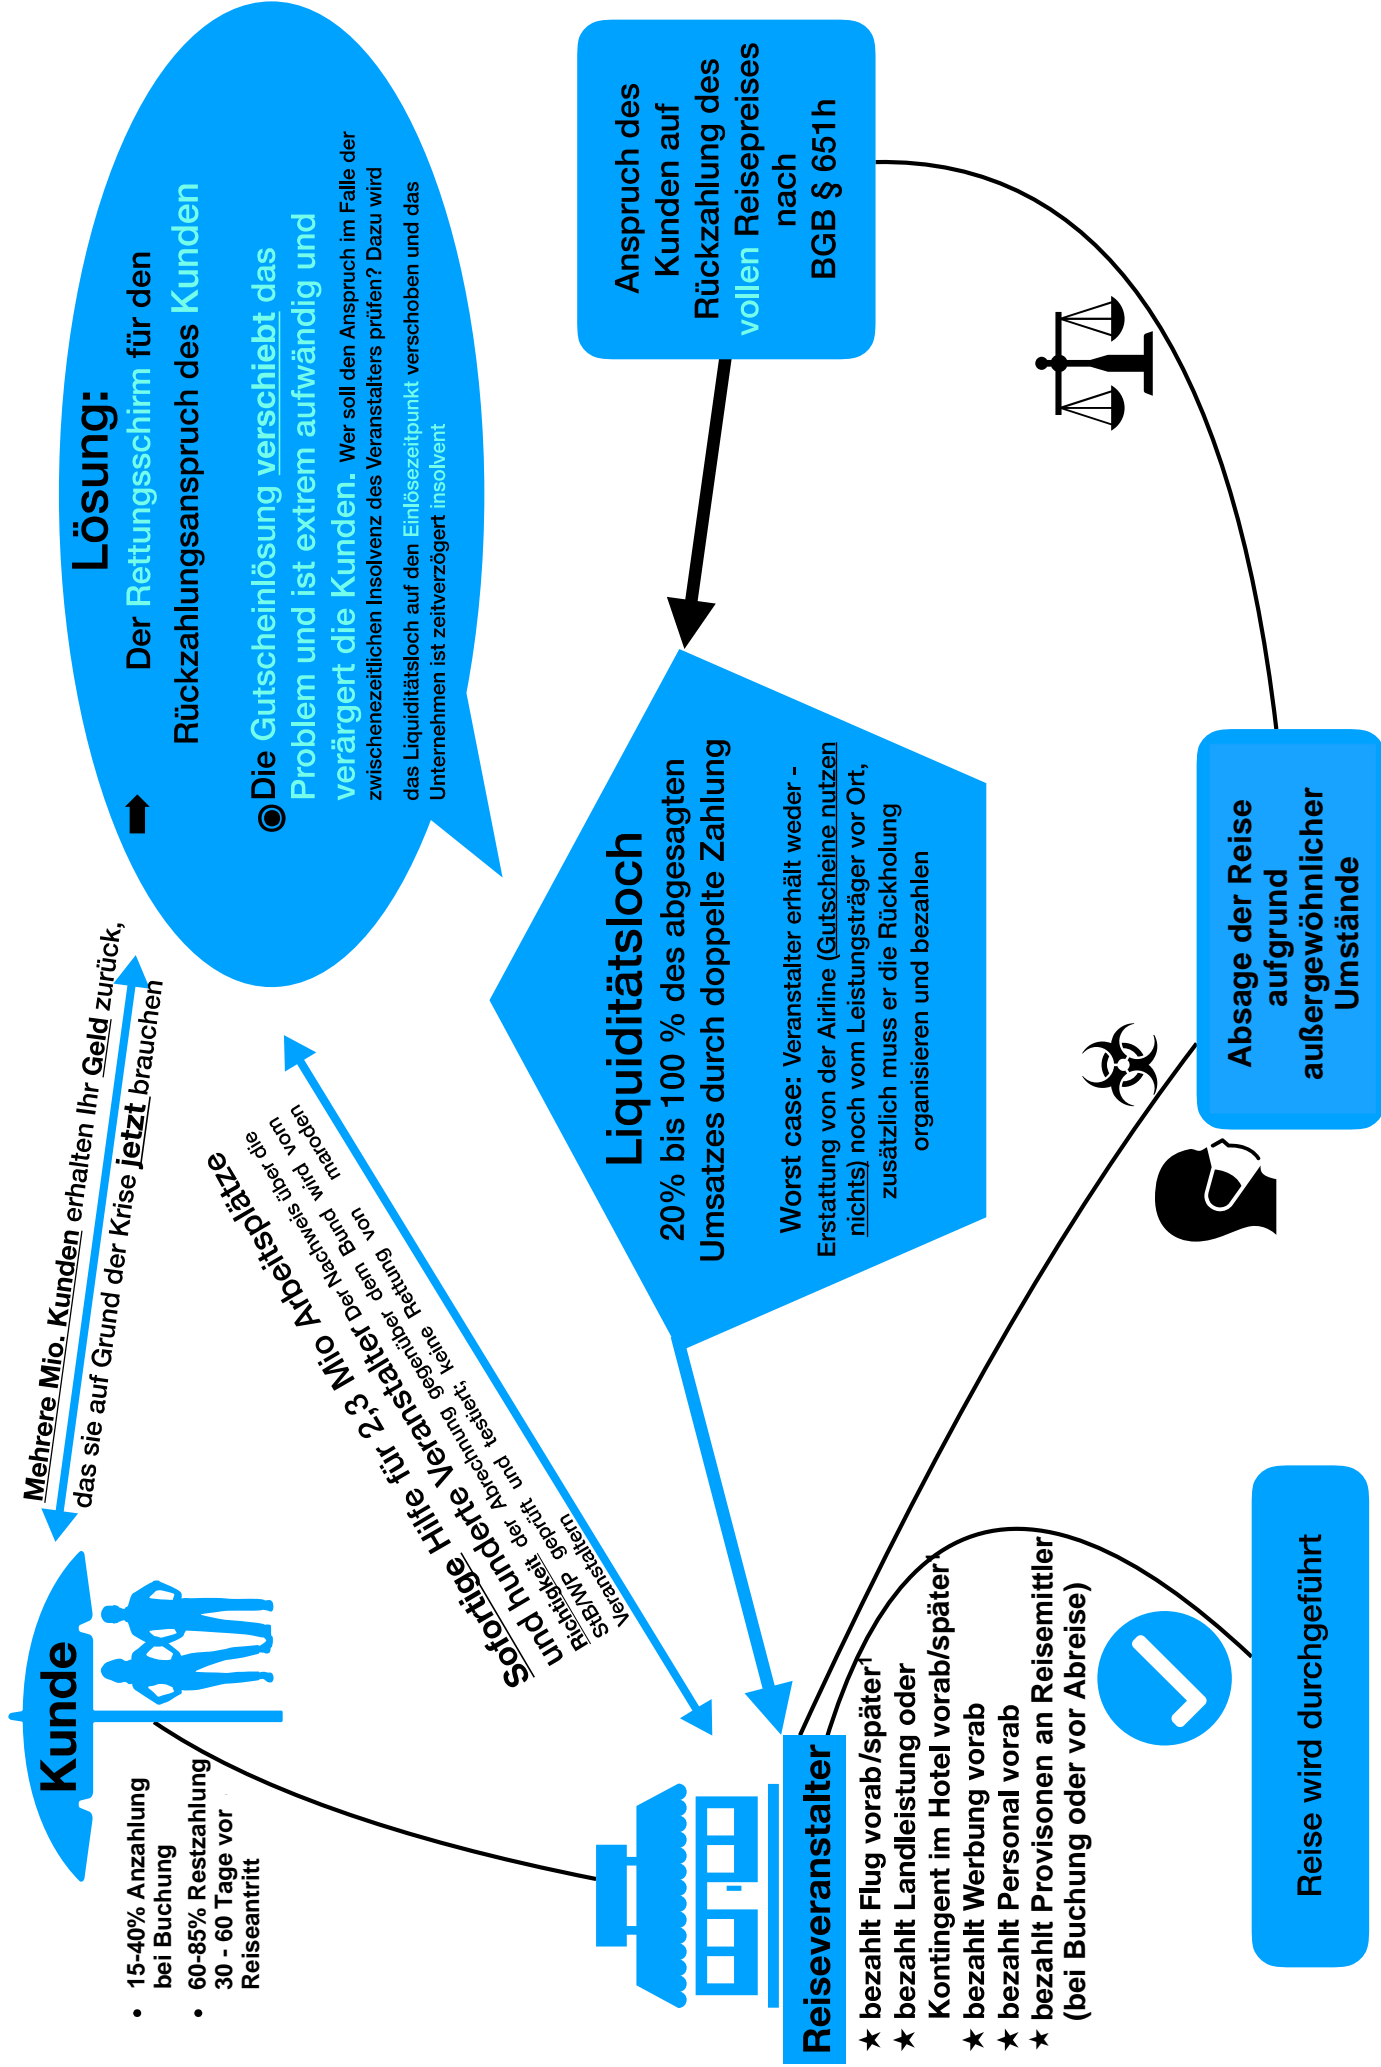 Kunde
• 15-40% Anzahlung
bei Buchung
• 60-85% Restzahlung
30 - 60 Tage vor
Reiseantritt
Mehrere Mio. Kunden erhalten Ihr Geld zurück,
das sie auf Grund der Krise jetzt brauchen
Lösung:
Der Rettungsschirm für den
Rückzahlungsanspruch des Kunden
Die Gutscheinlösung verschiebt das
Problem und ist extrem aufwändig und
verärgert die Kunden. Wer soll den Anspruch im Falle der
zwischenezeitlichen Insolvenz des Veranstalters prüfen? Dazu wird
das Liquiditätsloch auf den Einlösezeitpunkt verschoben und das
Unternehmen ist zeitverzögert insolvent
Sofortige Hilfe für 2,3 Mio Arbeitsplätze
und hunderte Veranstalter Der Nachweis über die
Richtigkeit der Abrechnung gegenüber dem Bund wird vom
StB/WP geprüft und testiert; keine Rettung von maroden
Veranstaltern
Liquiditätsloch
20% bis 100 % des abgesagten
Umsatzes durch doppelte Zahlung
Worst case: Veranstalter erhält weder -
Erstattung von der Airline (Gutscheine nutzen
nichts) noch vom Leistungsträger vor Ort,
zusätzlich muss er die Rückholung
organisieren und bezahlen
Anspruch des
Kunden auf
Rückzahlung des
vollen Reisepreises
nach
BGB § 651h
Reiseveranstalter
★ bezahlt Flug vorab/später¹
★ bezahlt Landleistung oder
Kontingent im Hotel vorab/später¹
★ bezahlt Werbung vorab
★ bezahlt Personal vorab
★ bezahlt Provisonen an Reisemittler
(bei Buchung oder vor Abreise)
Absage der Reise
aufgrund
außergewöhnlicher
Umstände
Reise wird durchgeführt